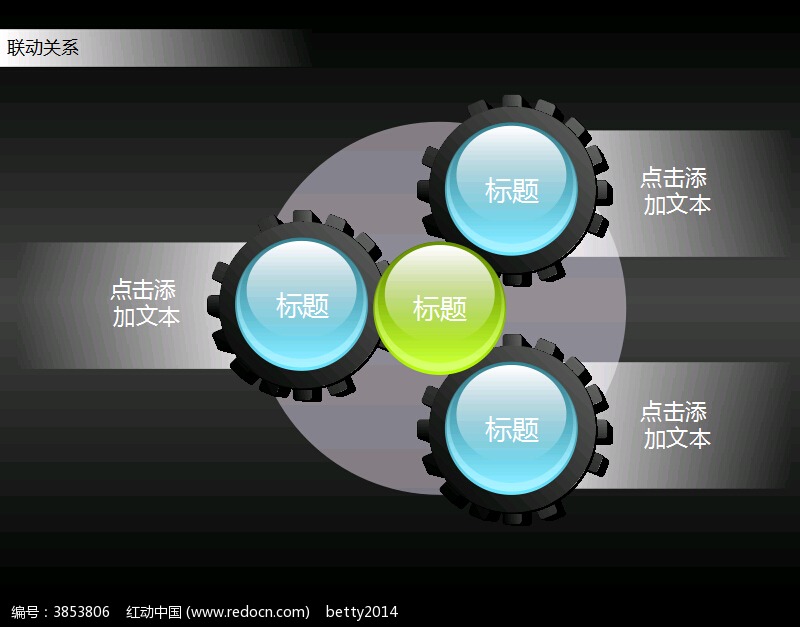 联动关系
标题
点击添
加文本
点击添
加文本
标题
标题
标题
点击添
加文本
编号：3853806 红动中国 (www.redocn.com) betty2014